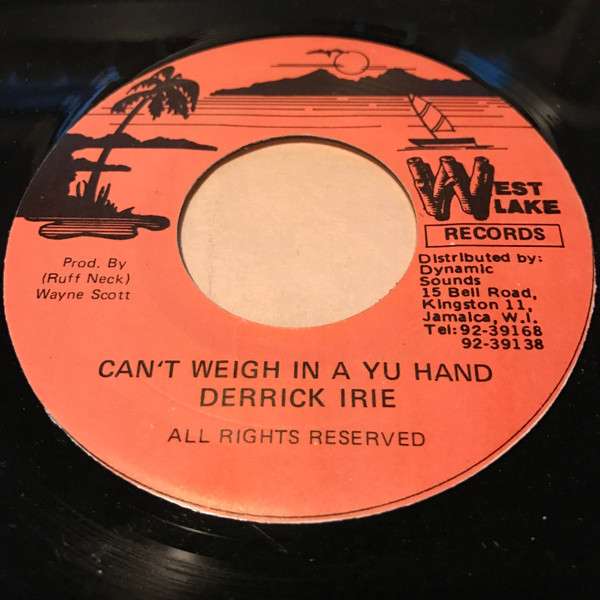 WEST
LAKE
RECORDS
Prod. By
(Ruff Neck)
Wayne Scott
Distributed by:
Dynamic
Sounds
15 Bell Road,
Kingston 11,
Jamaica, W.I.
Tel: 92-39168
92-39138
CAN'T WEIGH IN A YU HAND
DERRICK IRIE
ALL RIGHTS RESERVED